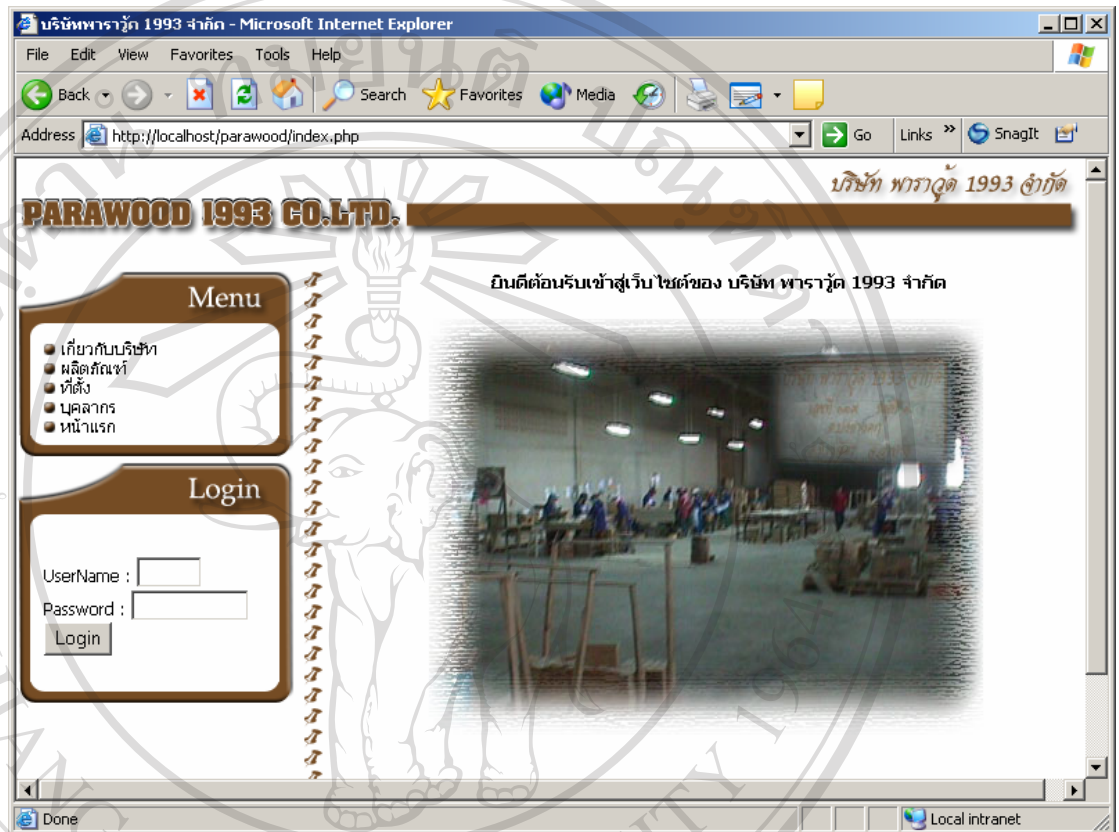 บริษัทพาราวู้ด 1993 จำกัด - Microsoft Internet Explorer
File Edit View Favorites Tools Help
Back Search Favorites Media
Address http://localhost/parawood/index.php Go Links » SnagIt
บริษัท พาราวู้ด 1993 จำกัด
PARAWOOD 1993 CO.LTD.
ยินดีต้อนรับเข้าสู่เว็บไซต์ของ บริษัท พาราวู้ด 1993 จำกัด
Menu
เกี่ยวกับบริษัท
ผลิตภัณฑ์
ที่ตั้ง
บุคลากร
หน้าแรก
Login
UserName :
Password :
Login
Done Local intranet